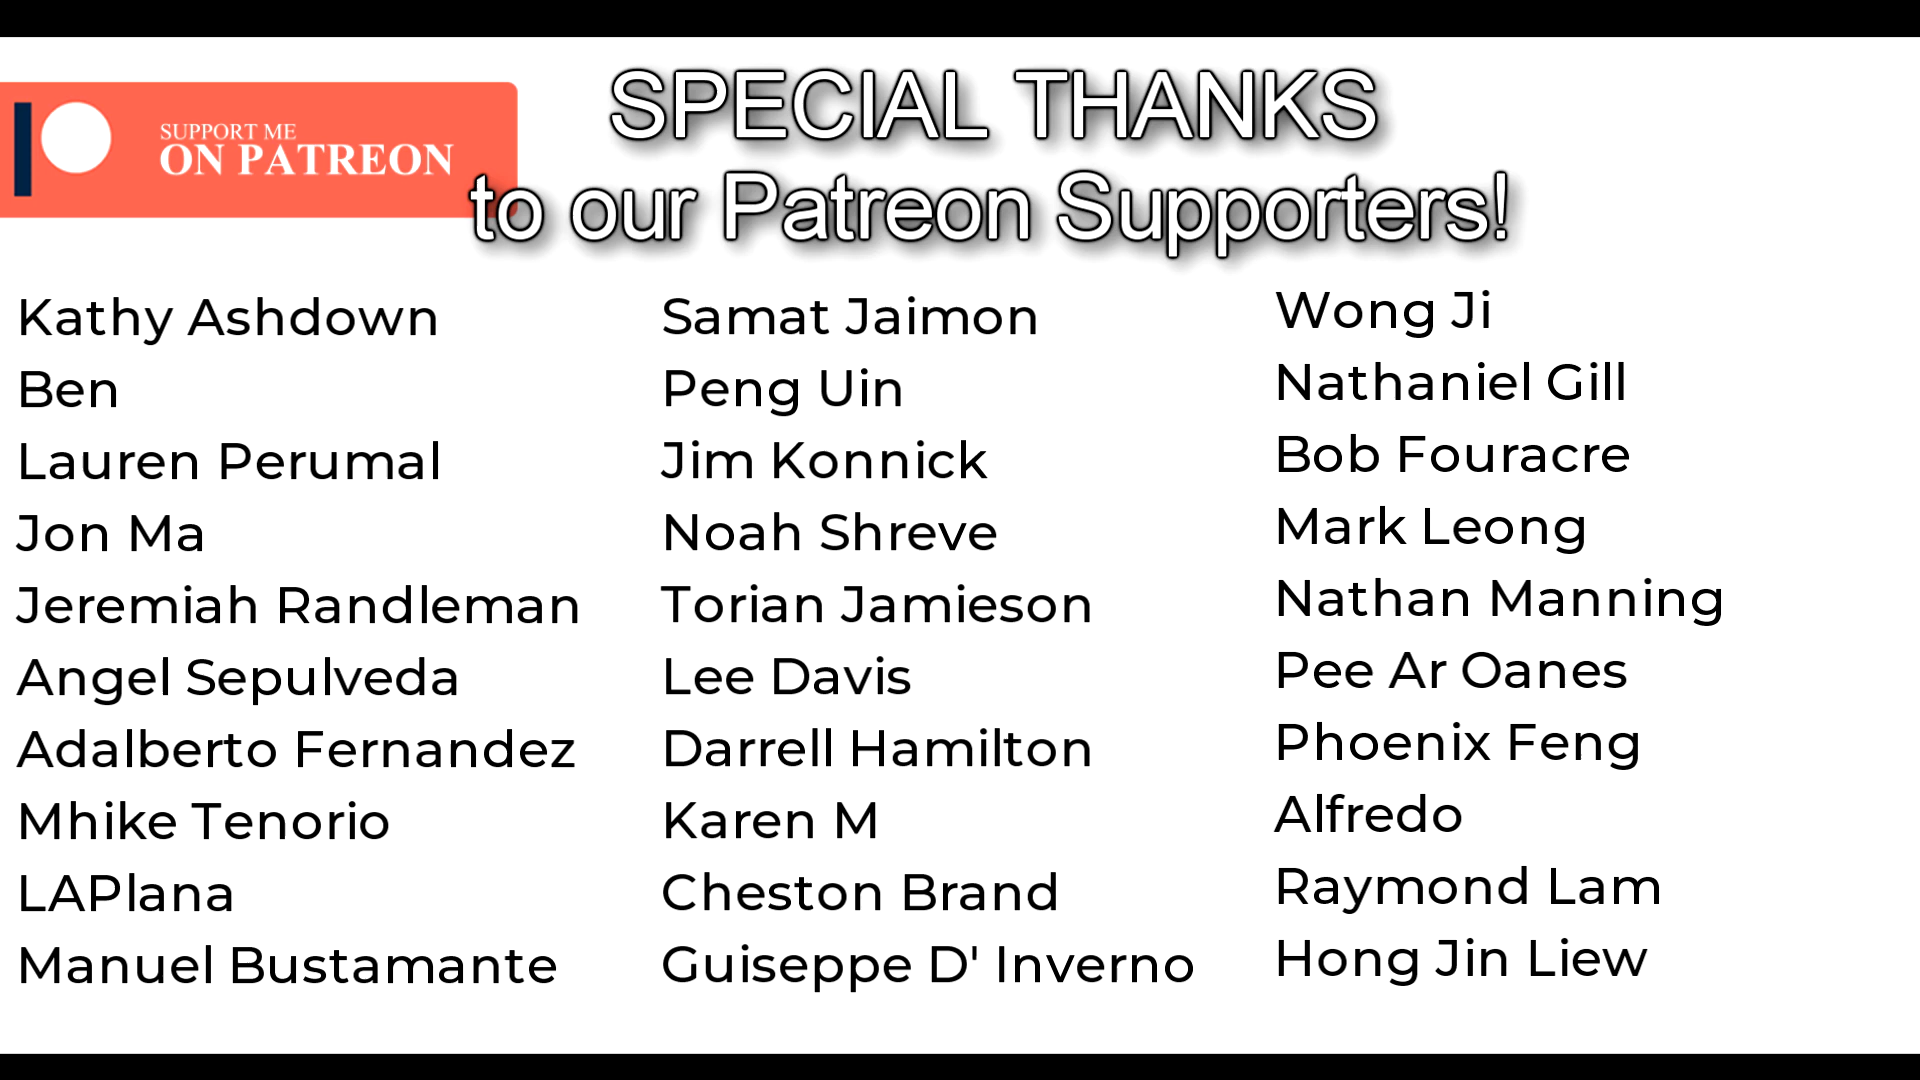 SUPPORT ME
ON PATREON
SPECIAL THANKS
to our Patreon Supporters!
Kathy Ashdown
Ben
Lauren Perumal
Jon Ma
Jeremiah Randleman
Angel Sepulveda
Adalberto Fernandez
Mhike Tenorio
LAPlana
Manuel Bustamante
Samat Jaimon
Peng Uin
Jim Konnick
Noah Shreve
Torian Jamieson
Lee Davis
Darrell Hamilton
Karen M
Cheston Brand
Guiseppe D' Inverno
Wong Ji
Nathaniel Gill
Bob Fouracre
Mark Leong
Nathan Manning
Pee Ar Oanes
Phoenix Feng
Alfredo
Raymond Lam
Hong Jin Liew